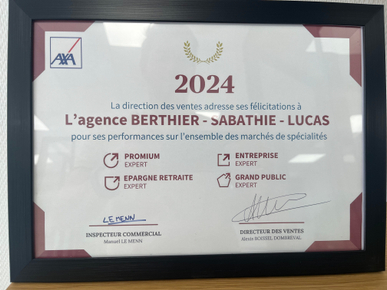 AXA
2024
La direction des ventes adresse ses félicitations à
L'agence BERTHIER - SABATHIE - LUCAS
pour ses performances sur l'ensemble des marchés de spécialités
PROMIUM
EXPERT
ENTREPRISE
EXPERT
EPARGNE RETRAITE
EXPERT
GRAND PUBLIC
EXPERT
LE MENN
INSPECTEUR COMMERCIAL
Manuel LE MENN
DIRECTEUR DES VENTES
Alexis